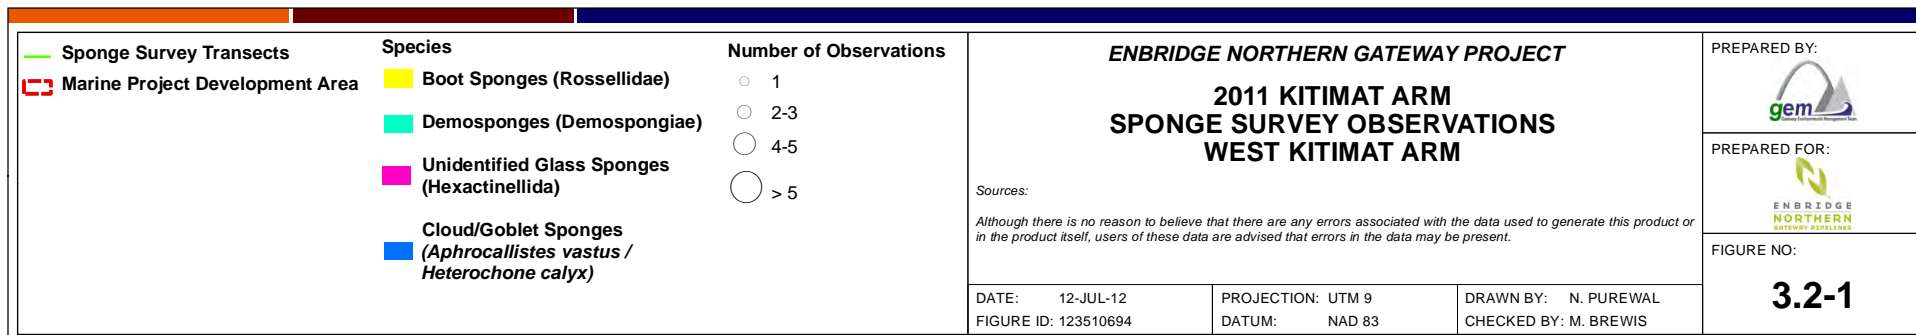 Sponge Survey Transects
Marine Project Development Area
Species
Boot Sponges (Rossellidae)
Demosponges (Demospongiae)
Unidentified Glass Sponges
(Hexactinellida)
Cloud/Goblet Sponges
(Aphrocallistes vastus /
Heterochone calyx)
Number of Observations
1
2-3
4-5
> 5
ENBRIDGE NORTHERN GATEWAY PROJECT
2011 KITIMAT ARM
SPONGE SURVEY OBSERVATIONS
WEST KITIMAT ARM
Sources:
Although there is no reason to believe that there are any errors associated with the data used to generate this product or
in the product itself, users of these data are advised that errors in the data may be present.
DATE: 12-JUL-12
FIGURE ID: 123510694
PROJECTION: UTM 9
DATUM: NAD 83
DRAWN BY: N. PUREWAL
CHECKED BY: M. BREWIS
PREPARED BY:
gem
Gateway Environmental Management Team
PREPARED FOR:
ENBRIDGE
NORTHERN
GATEWAY PIPELINES
FIGURE NO:
3.2-1